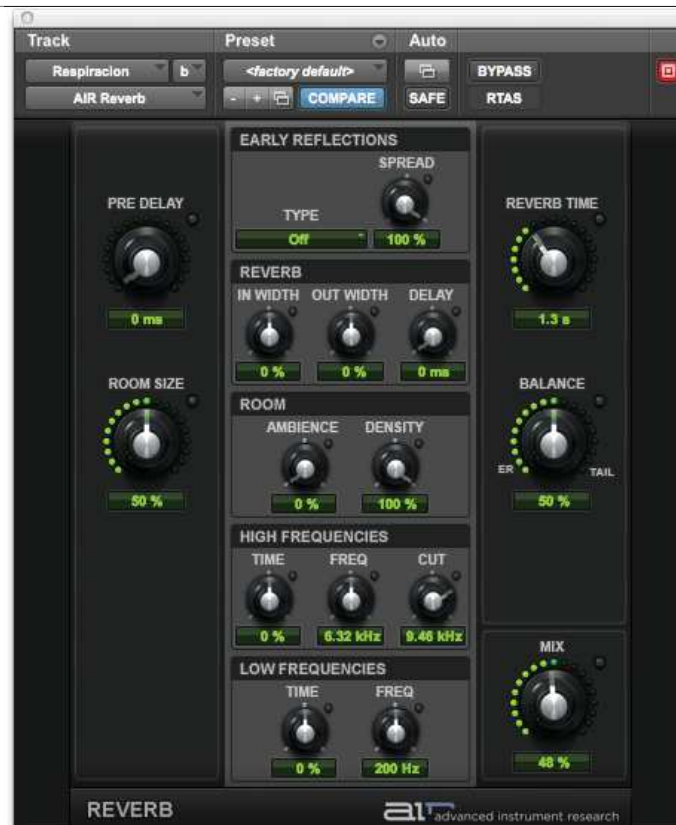 Track
Preset
Auto
Respiracion
b
<factory default>
BYPASS
AIR Reverb
- +
COMPARE
SAFE
RTAS
PRE DELAY
0 ms
ROOM SIZE
50 %
EARLY REFLECTIONS
SPREAD
TYPE
Off
100 %
REVERB
IN WIDTH
OUT WIDTH
DELAY
0 %
0 %
0 ms
ROOM
AMBIENCE
DENSITY
0 %
100 %
HIGH FREQUENCIES
TIME
FREQ
CUT
0 %
6.32 kHz
9.46 kHz
LOW FREQUENCIES
TIME
FREQ
0 %
200 Hz
REVERB TIME
1.3 s
BALANCE
ER
TAIL
50 %
MIX
48 %
REVERB
air advanced instrument research